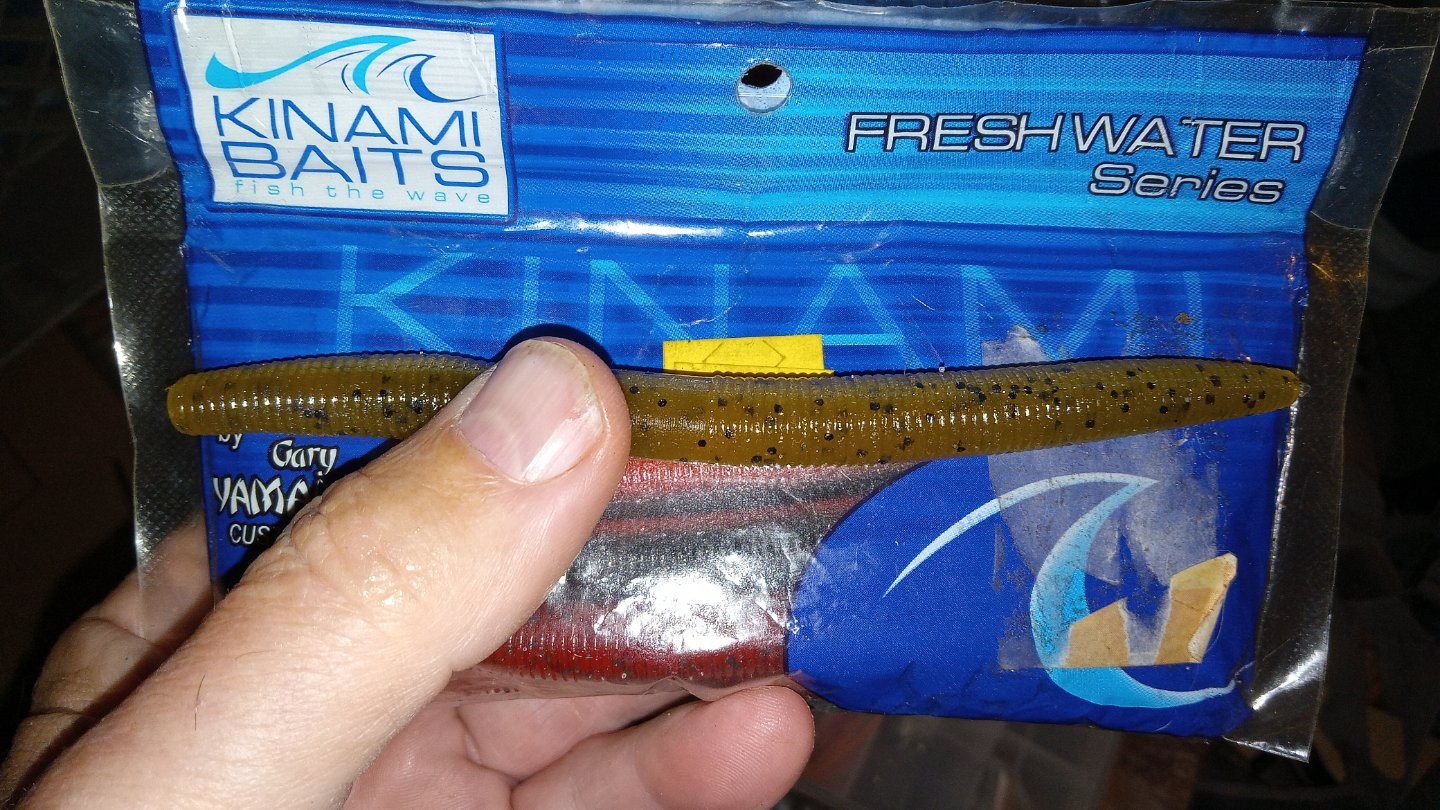 KINAMI
BAITS
fish the wave
FRESHWATER
Series
KINAMI
by
Gary